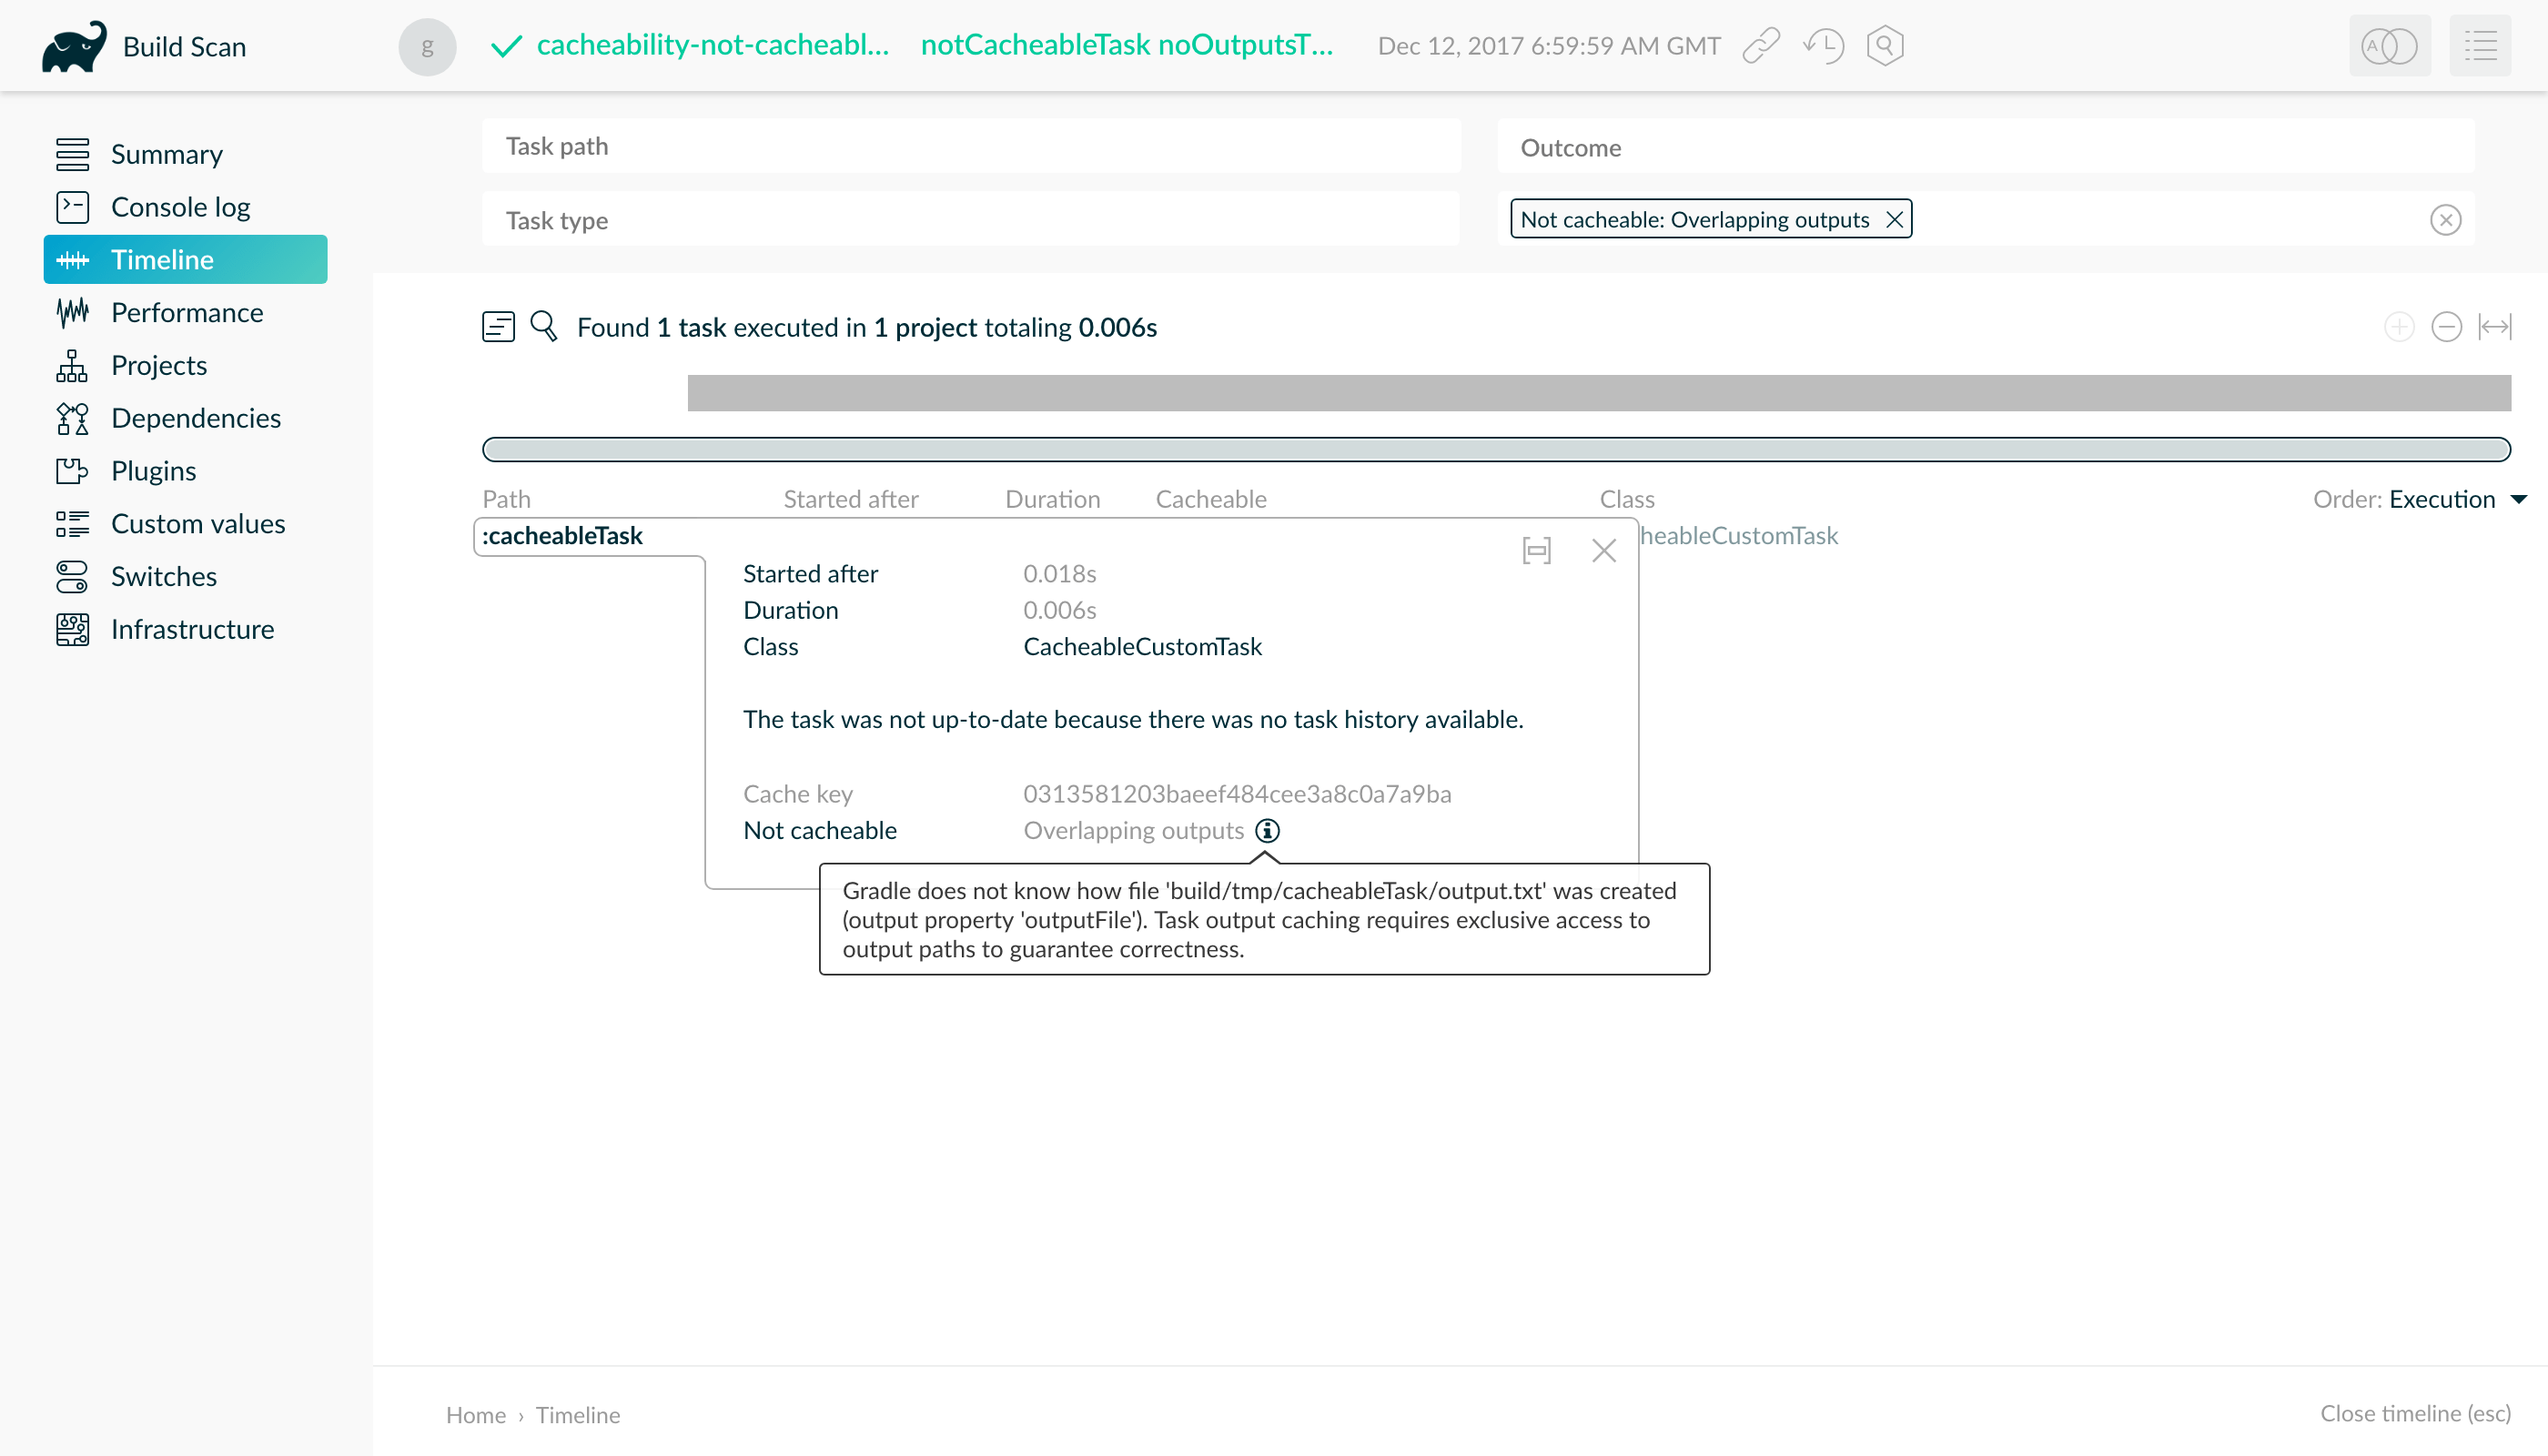 Build Scan
g
cacheability-not-cacheabl...
notCacheableTask noOutputsT...
Dec 12, 2017 6:59:59 AM GMT
A
Summary
Console log
Timeline
Performance
Projects
Dependencies
Plugins
Custom values
Switches
Infrastructure
Task path
Outcome
Task type
Not cacheable: Overlapping outputs
Found 1 task executed in 1 project totaling 0.006s
Path Started after Duration Cacheable Class Order: Execution
:cacheableTask
heableCustomTask
Started after 0.018s
Duration 0.006s
Class CacheableCustomTask
The task was not up-to-date because there was no task history available.
Cache key 0313581203baeef484cee3a8c0a7a9ba
Not cacheable Overlapping outputs
Gradle does not know how file 'build/tmp/cacheableTask/output.txt' was created
(output property 'outputFile'). Task output caching requires exclusive access to
output paths to guarantee correctness.
Home › Timeline
Close timeline (esc)